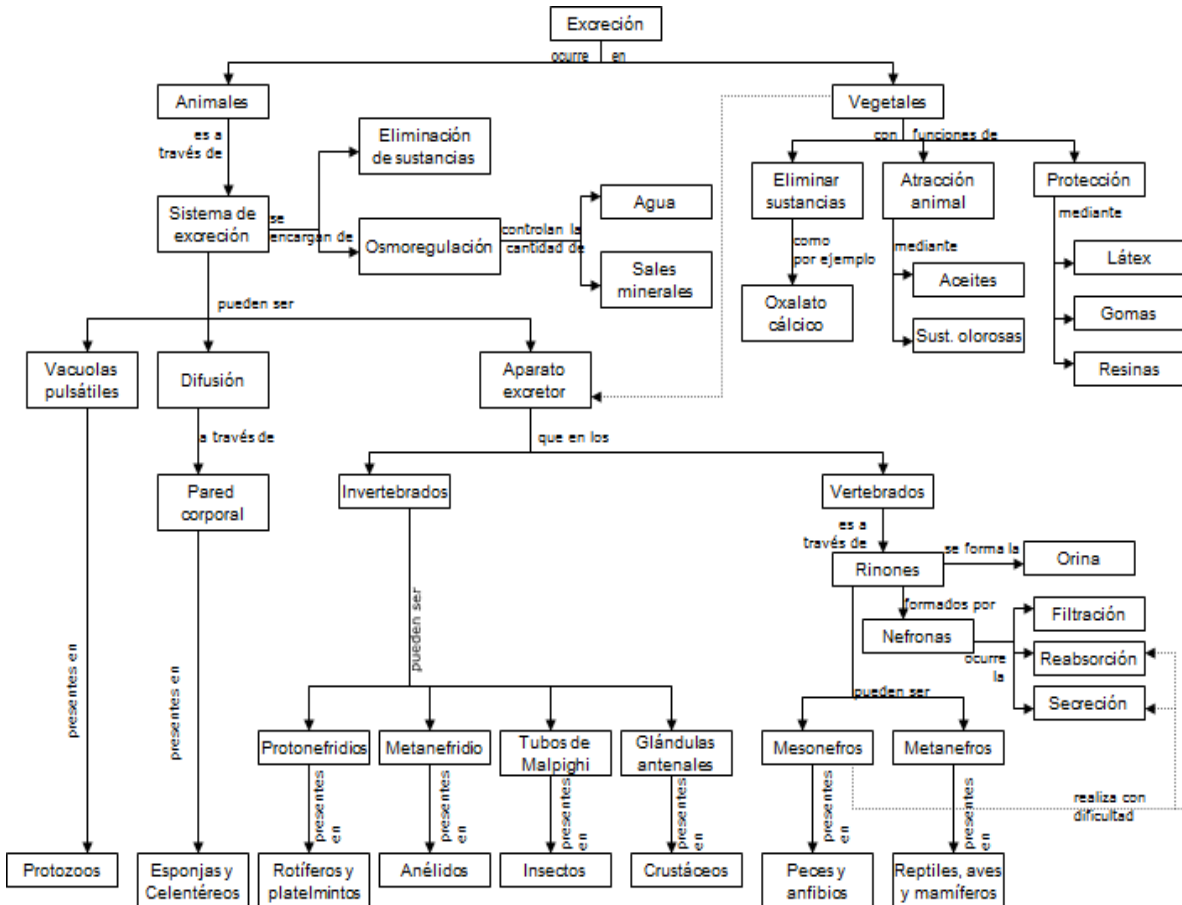 Excreción
ocurre en
Animales
Vegetales
es a
través de
con funciones de
Eliminación
de sustancias
Eliminar
sustancias
Atracción
animal
Protección
Sistema de
excreción
se
encargan de
Osmoregulación
controlan la
cantidad de
Agua
Sales
minerales
como
por ejemplo
mediante
mediante
Látex
Aceites
Oxalato
cálcico
Gomas
Sust. olorosas
Resinas
pueden ser
Vacuolas
pulsátiles
Difusión
Aparato
excretor
a través de
que en los
Pared
corporal
Invertebrados
Vertebrados
es a
través de
Rinones
se forma la
Orina
formados por
Nefronas
ocurre
la
Filtración
Reabsorción
Secreción
pueden ser
pueden ser
presentes en
presentes en
Protonefridios
Metanefridio
Tubos de
Malpighi
Glándulas
antenales
Mesonefros
Metanefros
presentes
en
presentes
en
presentes
en
presentes
en
presentes
en
presentes
en
realiza con
dificultad
Protozoos
Esponjas y
Celentéreos
Rotíferos y
platelmintos
Anélidos
Insectos
Crustáceos
Peces y
anfibios
Reptiles, aves
y mamíferos